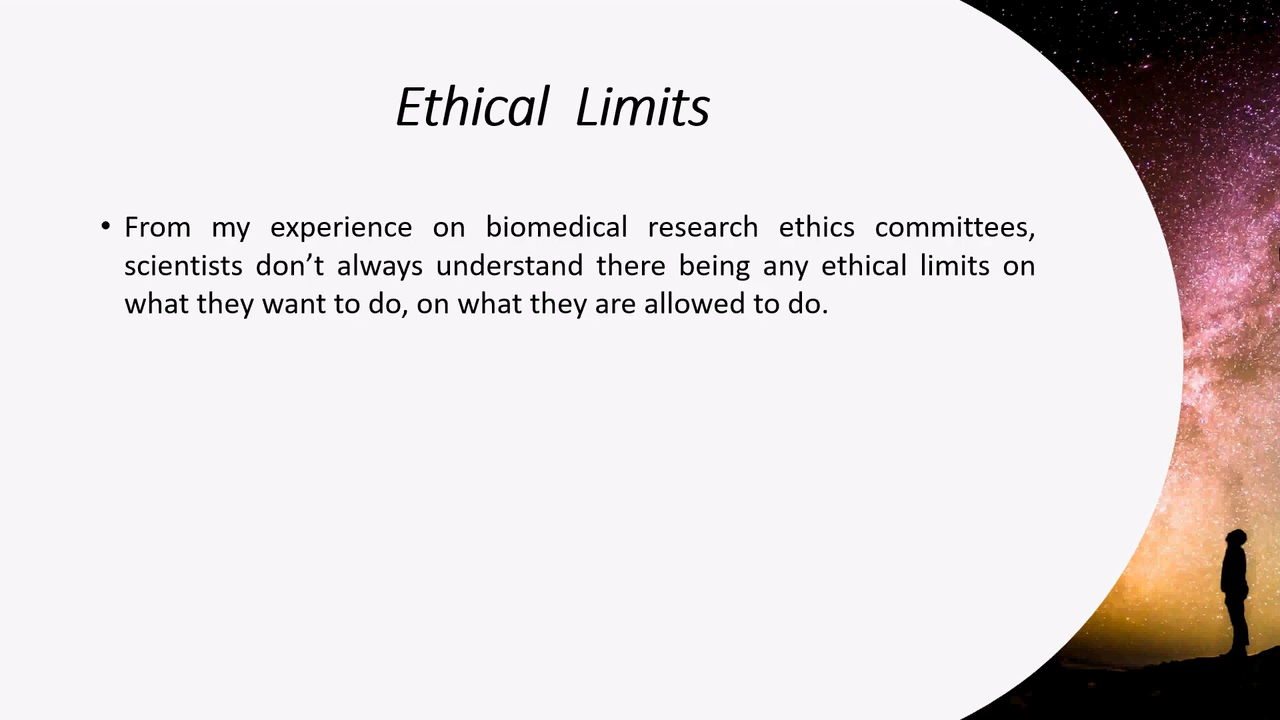 Ethical Limits
• From my experience on biomedical research ethics committees,
scientists don’t always understand there being any ethical limits on
what they want to do, on what they are allowed to do.